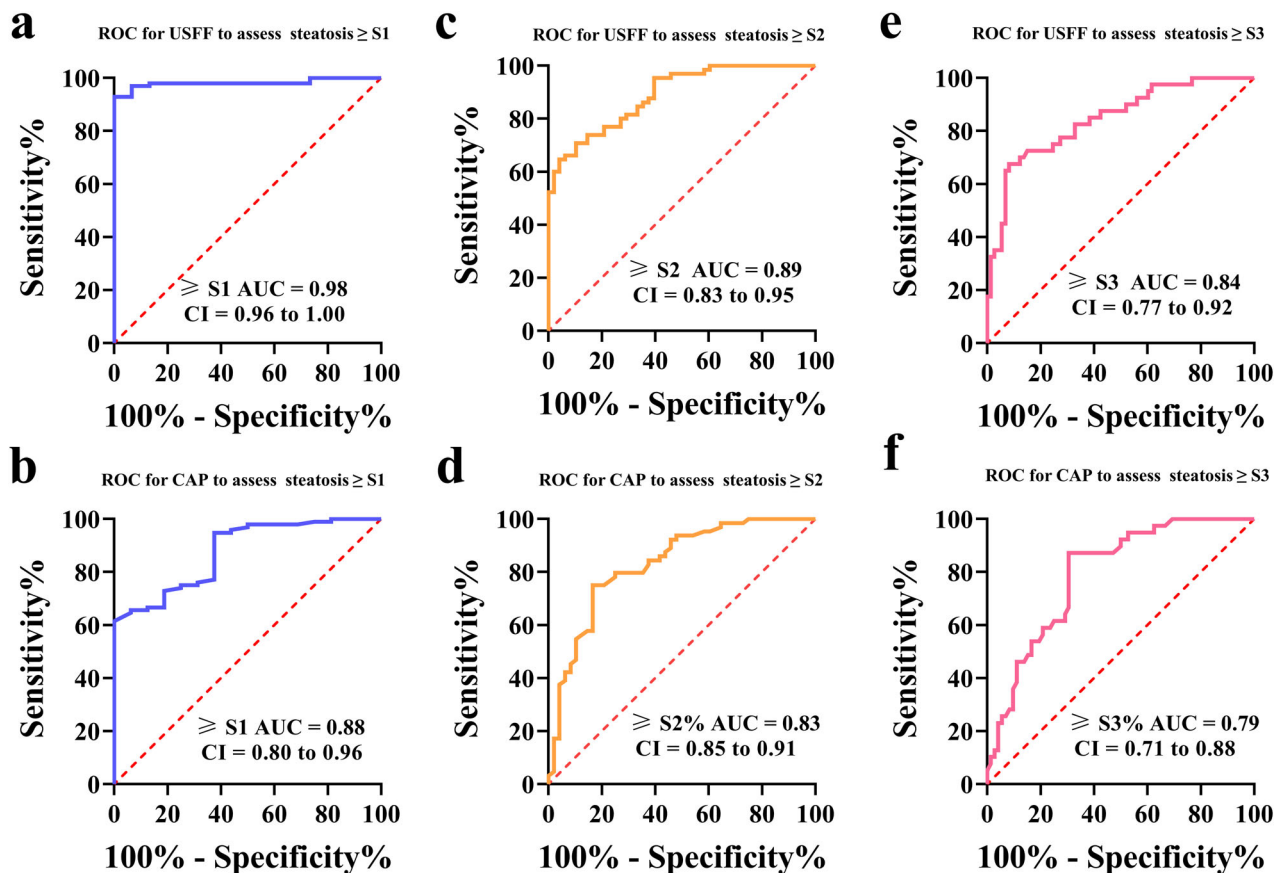 a
ROC for USFF to assess steatosis ≥ S1
Sensitivity%
100
80
60
40
20
0
⩾ S1 AUC = 0.98
CI = 0.96 to 1.00
0 20 40 60 80 100
100% - Specificity%
c
ROC for USFF to assess steatosis ≥ S2
Sensitivity%
100
80
60
40
20
0
⩾ S2 AUC = 0.89
CI = 0.83 to 0.95
0 20 40 60 80 100
100% - Specificity%
e
ROC for USFF to assess steatosis ≥ S3
Sensitivity%
100
80
60
40
20
0
⩾ S3 AUC = 0.84
CI = 0.77 to 0.92
0 20 40 60 80 100
100% - Specificity%
b
ROC for CAP to assess steatosis ≥ S1
Sensitivity%
100
80
60
40
20
0
⩾ S1 AUC = 0.88
CI = 0.80 to 0.96
0 20 40 60 80 100
100% - Specificity%
d
ROC for CAP to assess steatosis ≥ S2
Sensitivity%
100
80
60
40
20
0
⩾ S2% AUC = 0.83
CI = 0.85 to 0.91
0 20 40 60 80 100
100% - Specificity%
f
ROC for CAP to assess steatosis ≥ S3
Sensitivity%
100
80
60
40
20
0
⩾ S3% AUC = 0.79
CI = 0.71 to 0.88
0 20 40 60 80 100
100% - Specificity%